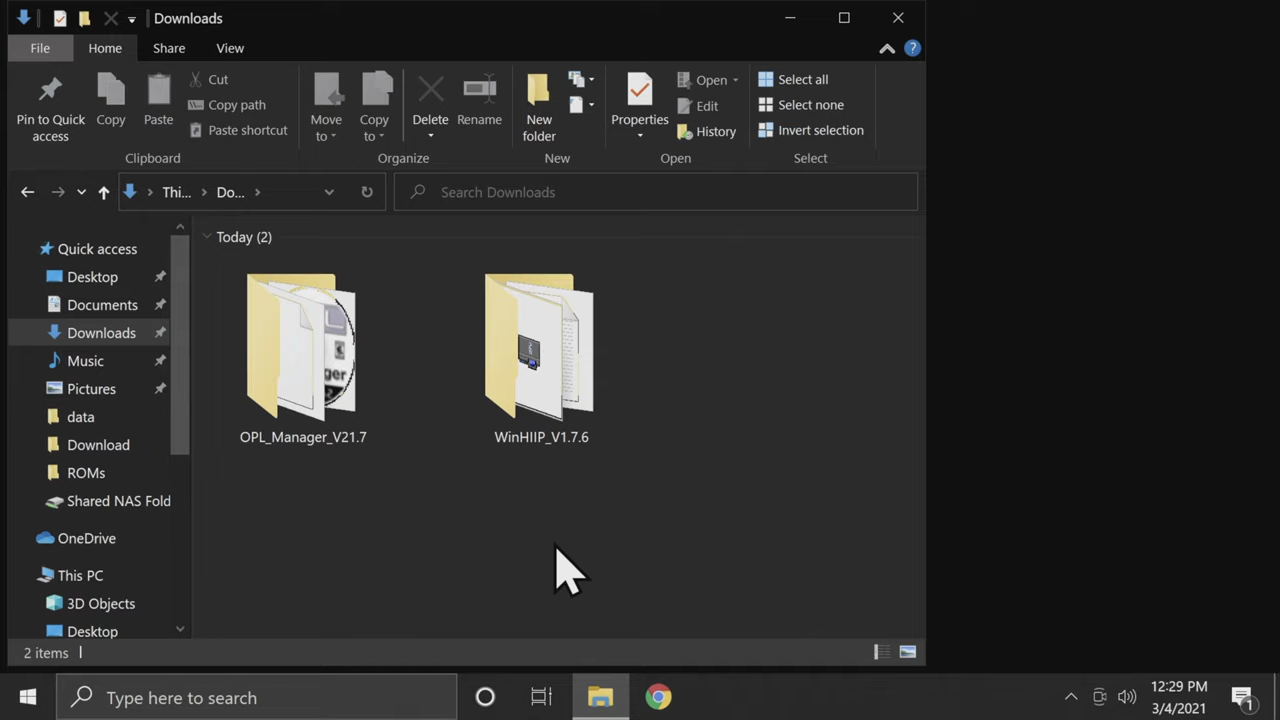 Downloads
File Home Share View
Pin to Quick access
Copy
Paste
Cut
Copy path
Paste shortcut
Clipboard
Move to
Copy to
Delete
Rename
Organize
New folder
New
Properties
Open
Edit
History
Open
Select all
Select none
Invert selection
Select
Thi... Do... Search Downloads
Today (2)
OPL_Manager_V21.7
WinHIIP_V1.7.6
Quick access
Desktop
Documents
Downloads
Music
Pictures
data
Download
ROMs
Shared NAS Fold
OneDrive
This PC
3D Objects
Desktop
2 items
Type here to search
12:29 PM
3/4/2021
1